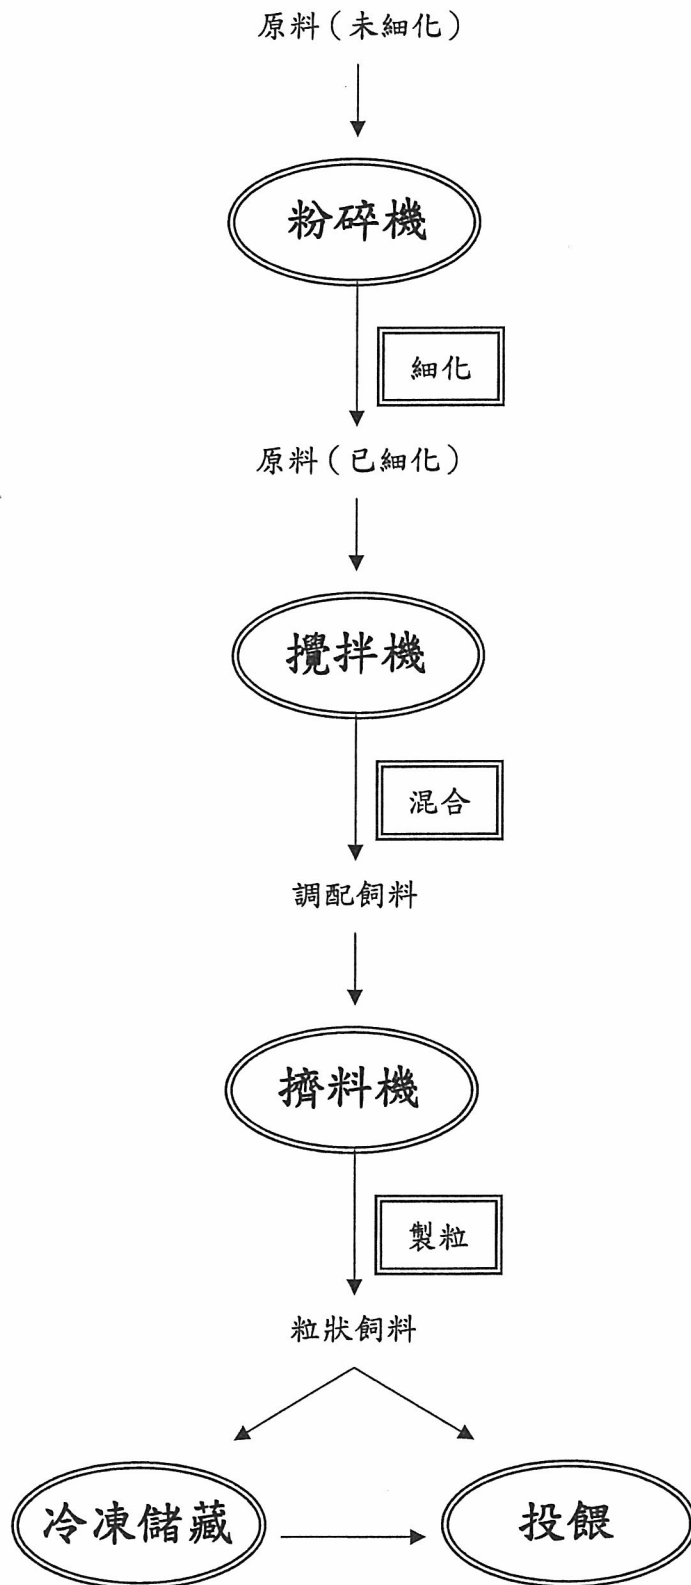 原料（未細化）
粉碎機
細化
原料（已細化）
攪拌機
混合
調配飼料
擠料機
製粒
粒狀飼料
冷凍儲藏
投餵